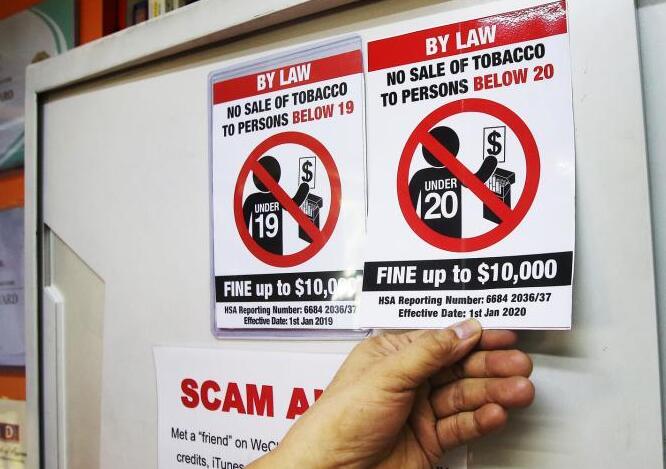 BY LAW
NO SALE OF TOBACCO
TO PERSONS BELOW 19
$
UNDER
19
FINE up to $10,000
HSA Reporting Number: 6684 2036/37
Effective Date: 1st Jan 2019
BY LAW
NO SALE OF TOBACCO
TO PERSONS BELOW 20
$
UNDER
20
FINE up to $10,000
HSA Reporting Number: 6684 2036/37
Effective Date: 1st Jan 2020
SCAM
Met a "friend" on
credits, iTunes